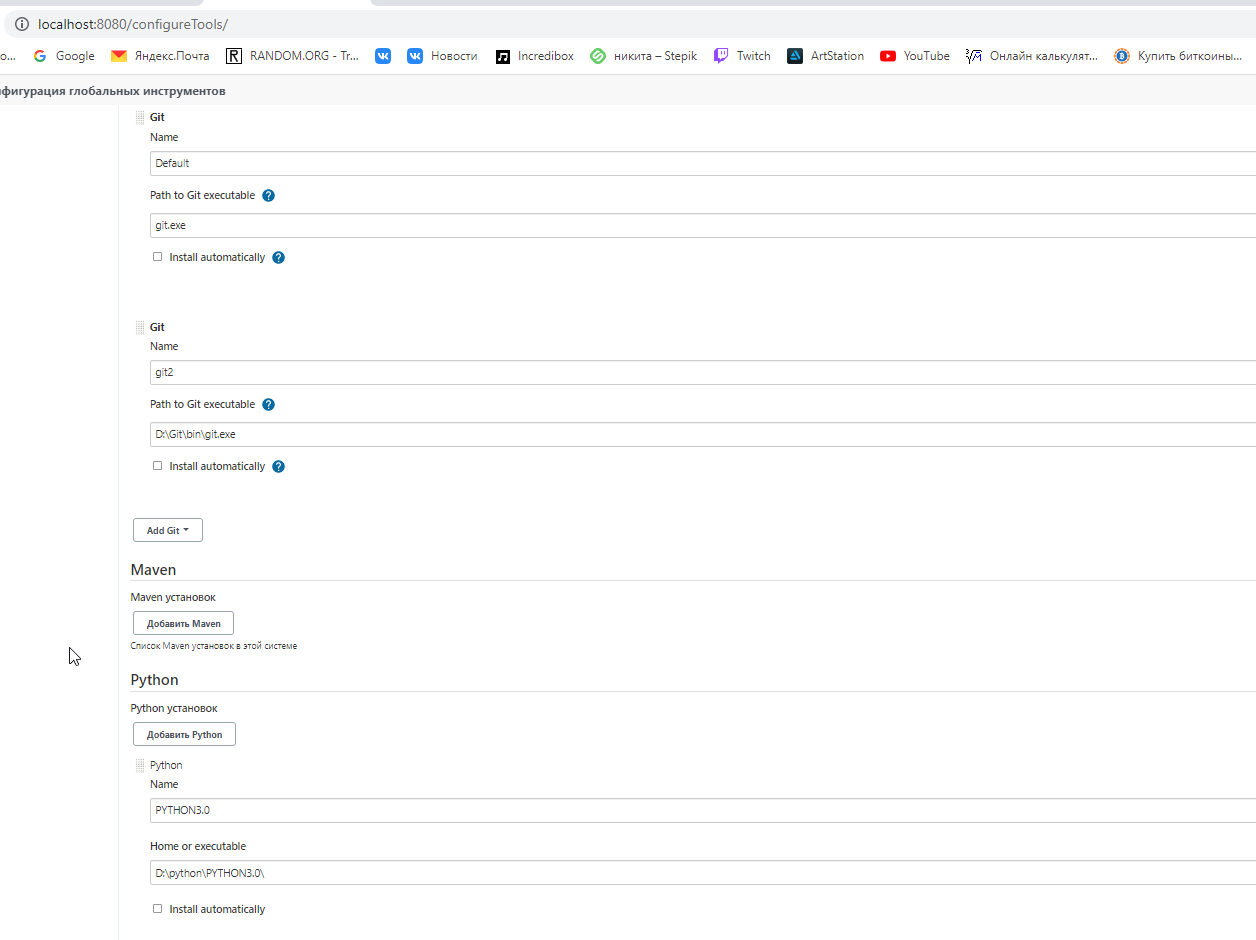 localhost:8080/configureTools/
о... Google Яндекс.Почта RANDOM.ORG - Tr... Новости Incredibox никита – Stepik Twitch ArtStation YouTube Онлайн калькулят... Купить биткоины...
нфигурация глобальных инструментов
Git
Name
Default
Path to Git executable ?
git.exe
Install automatically ?
Git
Name
git2
Path to Git executable ?
D:\Git\bin\git.exe
Install automatically ?
Add Git
Maven
Maven установок
Добавить Maven
Список Maven установок в этой системе
Python
Python установок
Добавить Python
Python
Name
PYTHON3.0
Home or executable
D:\python\PYTHON3.0\
Install automatically